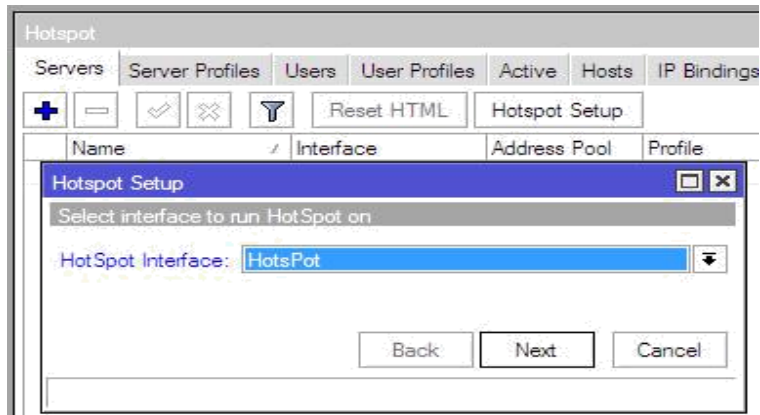 Hotspot
Servers Server Profiles Users User Profiles Active Hosts IP Bindings
Reset HTML Hotspot Setup
Name Interface Address Pool Profile
Hotspot Setup
Select interface to run HotSpot on
HotSpot Interface: HotsPot
Back Next Cancel